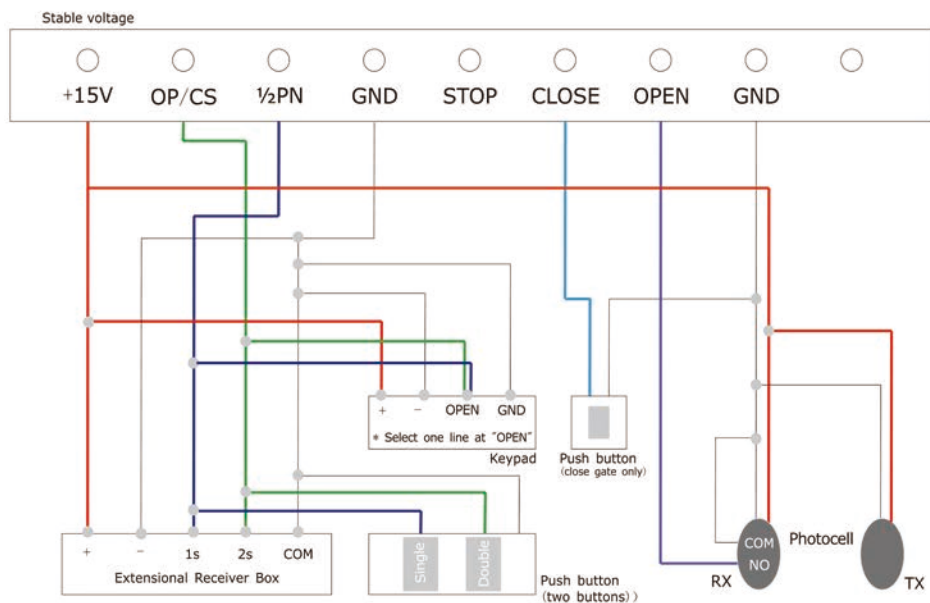 Stable voltage
+15V OP/CS ½PN GND STOP CLOSE OPEN GND
+ − OPEN GND
* Select one line at "OPEN"
Keypad
Push button
(close gate only)
+ − 1s 2s COM
Extensional Receiver Box
Single Double
Push button
(two buttons))
COM
NO
RX
Photocell
TX